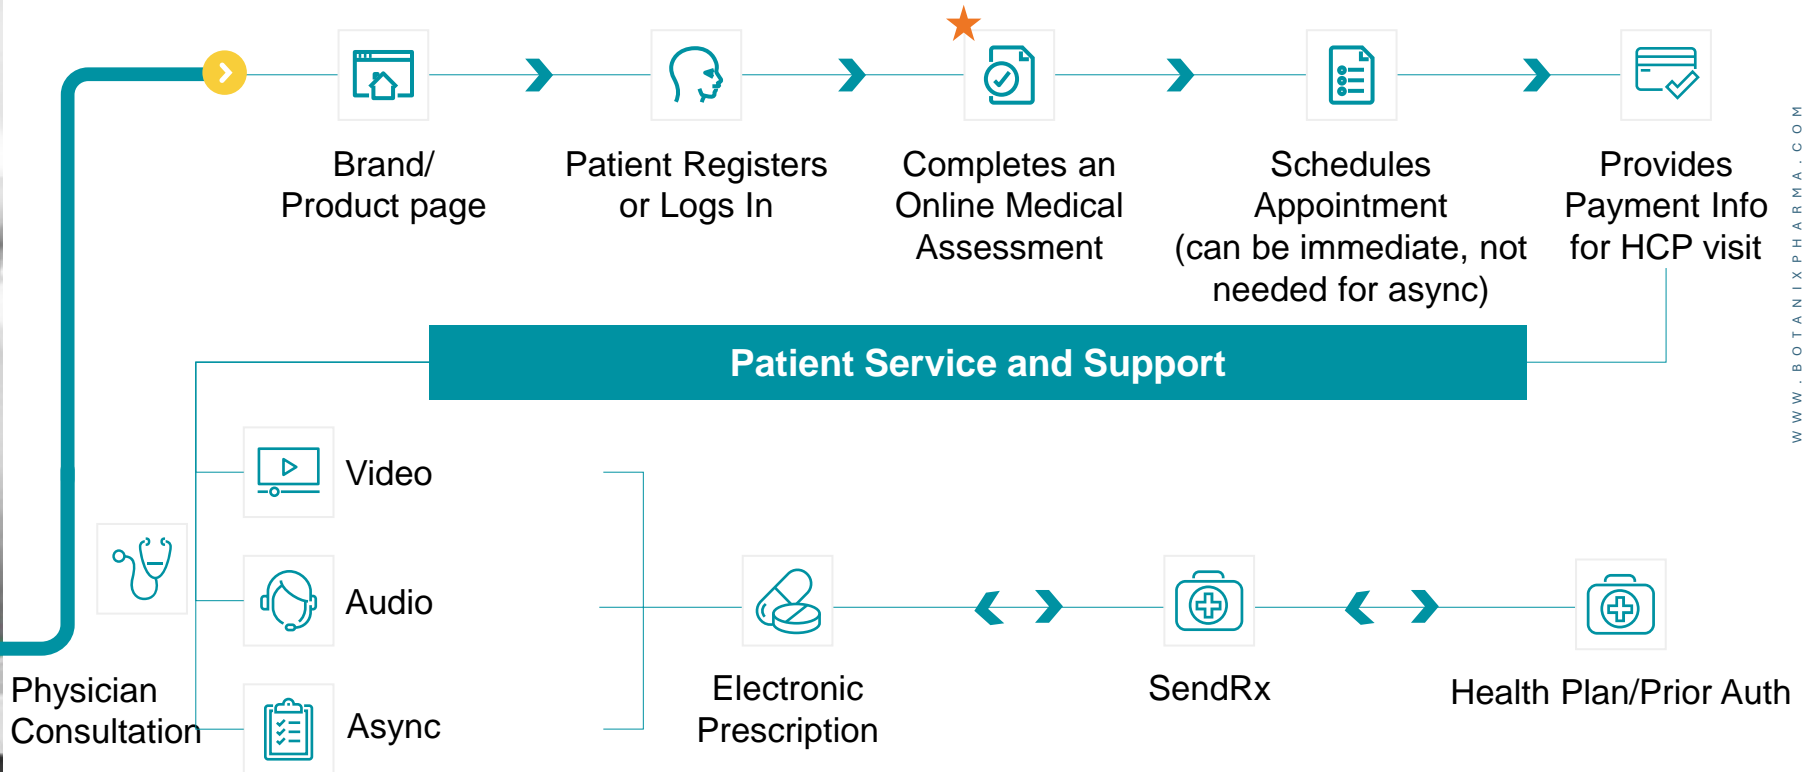 Brand/
Product page
Patient Registers
or Logs In
Completes an
Online Medical
Assessment
Schedules
Appointment
(can be immediate, not
needed for async)
Provides
Payment Info
for HCP visit
WWW.BOTANIXPHARMA.COM
Patient Service and Support
Video
Audio
Async
Physician
Consultation
Electronic
Prescription
SendRx
Health Plan/Prior Auth